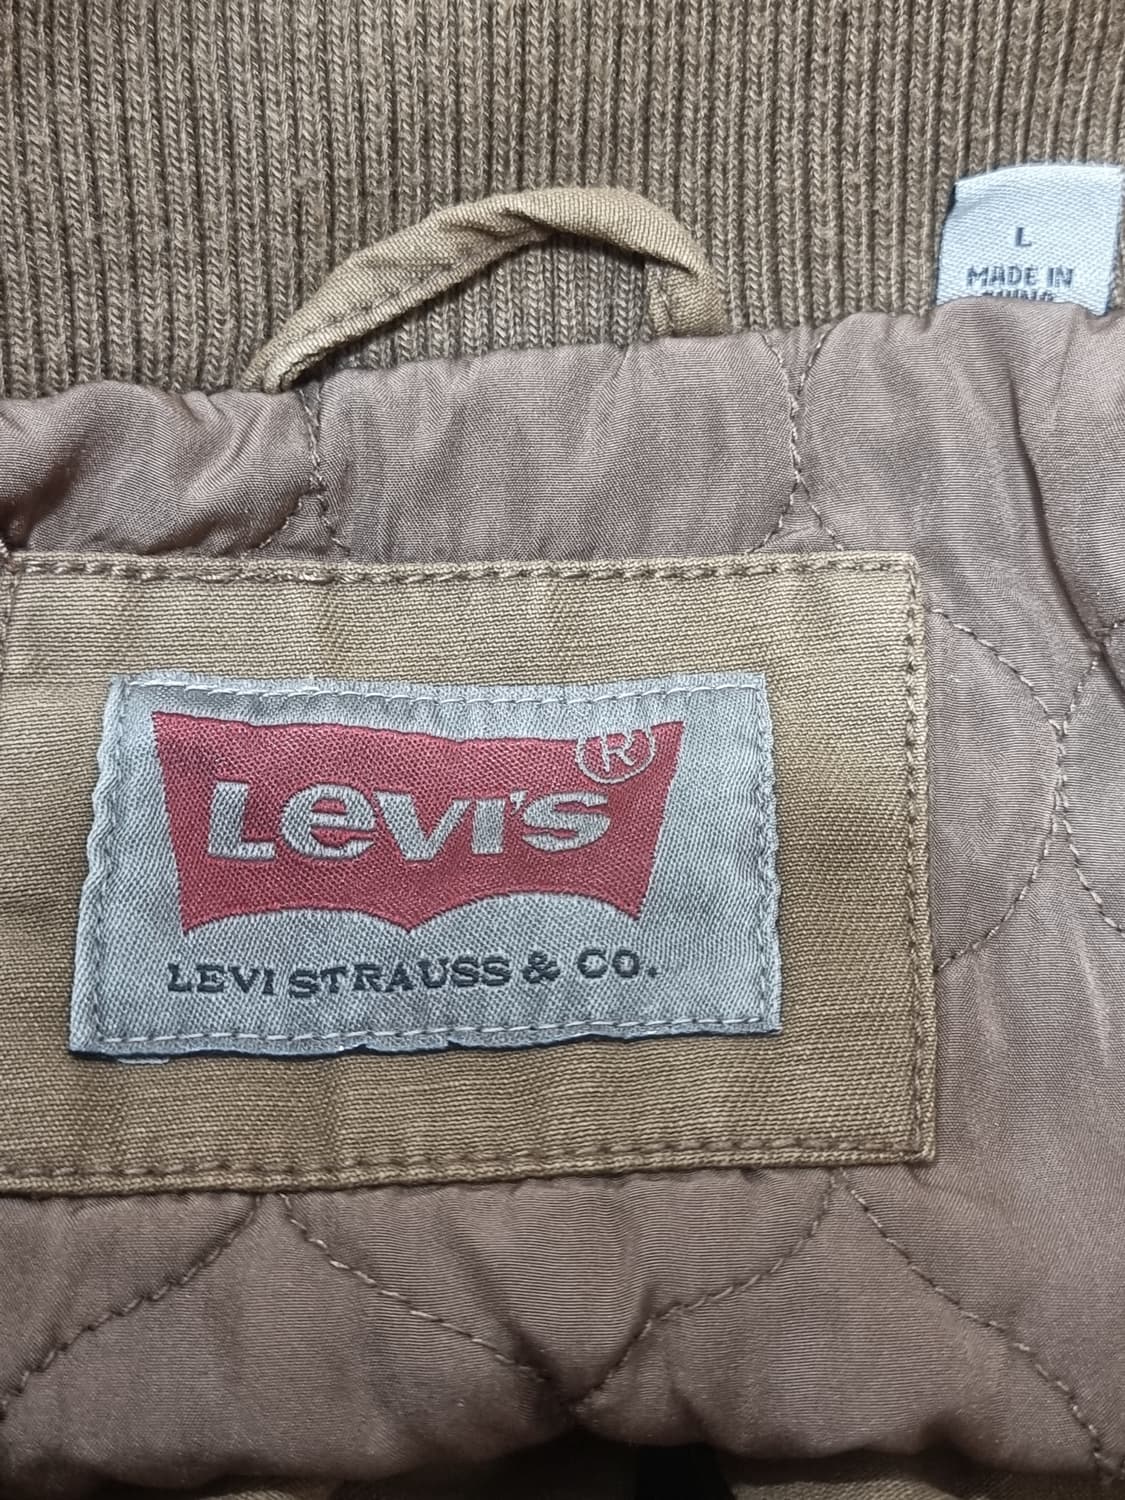 L
MADE IN
LEVI'S ®
LEVI STRAUSS & CO.